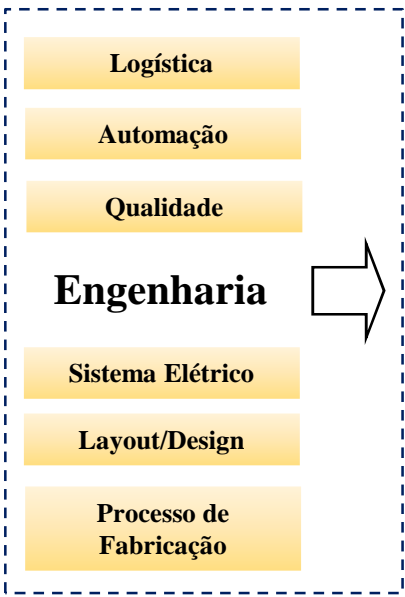 Logística
Automação
Qualidade
Engenharia
Sistema Elétrico
Layout/Design
Processo de
Fabricação